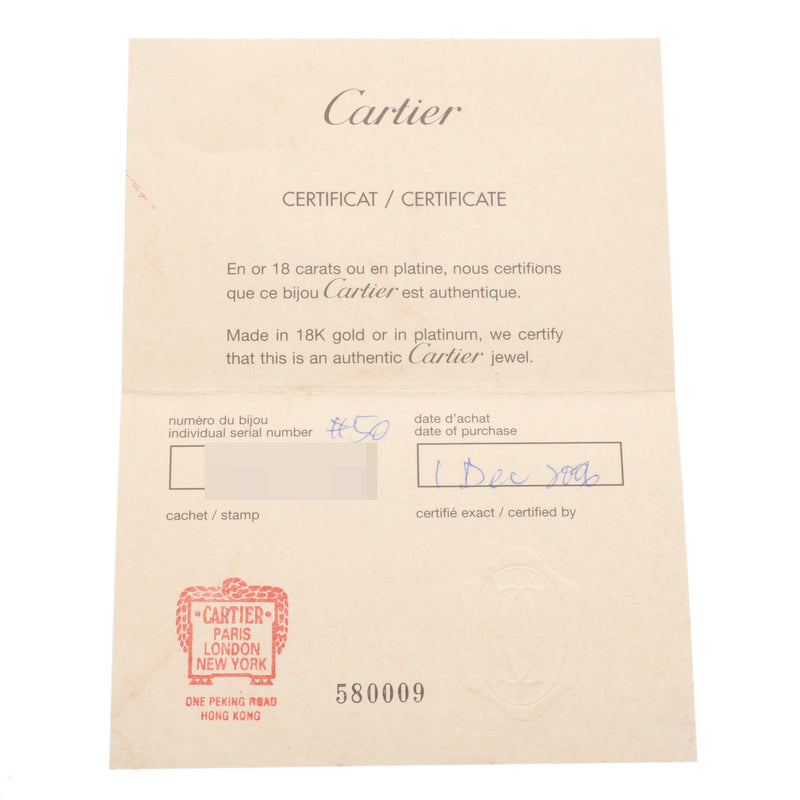 Cartier
CERTIFICAT / CERTIFICATE
En or 18 carats ou en platine, nous certifions
que ce bijou Cartier est authentique.
Made in 18K gold or in platinum, we certify
that this is an authentic Cartier jewel.
numéro du bijou
individual serial number #50
date d'achat
date of purchase
1 Dec 2006
cachet / stamp
certifié exact / certified by
CARTIER
PARIS
LONDON
NEW YORK
ONE PEKING ROAD
HONG KONG
580009